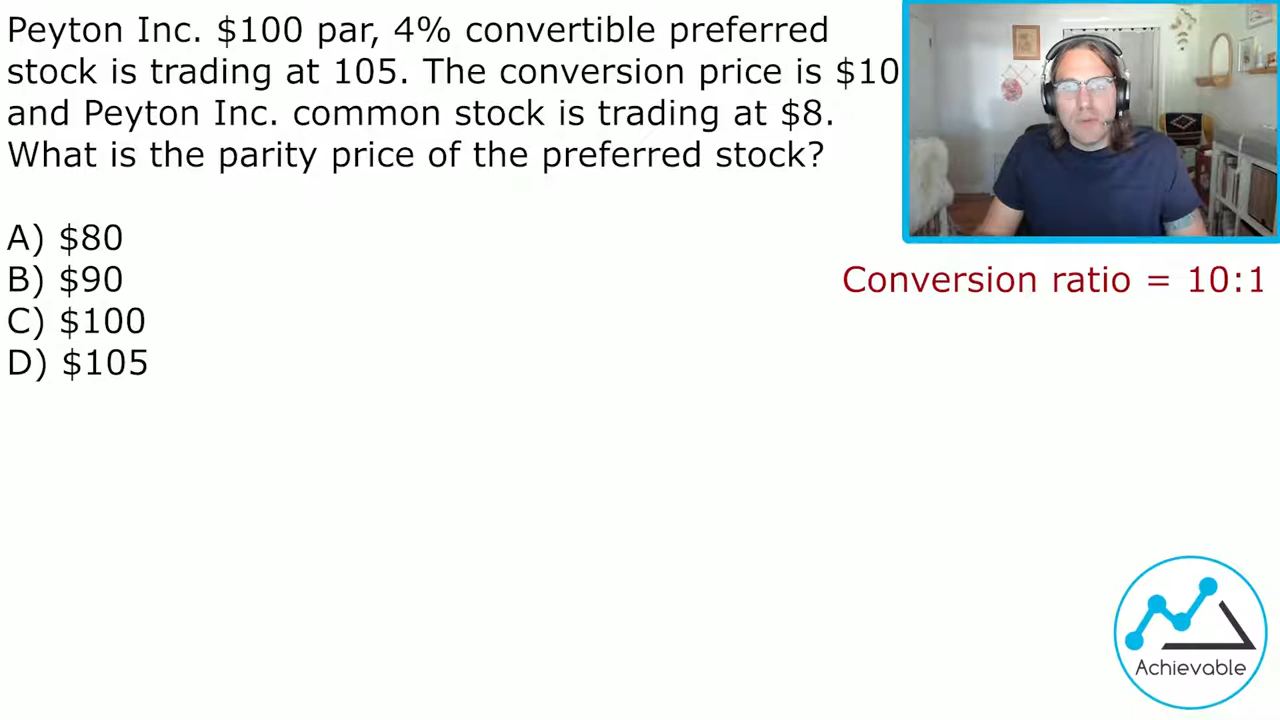 Peyton Inc. $100 par, 4% convertible preferred
stock is trading at 105. The conversion price is $10
and Peyton Inc. common stock is trading at $8.
What is the parity price of the preferred stock?
A) $80
B) $90
C) $100
D) $105
Conversion ratio = 10:1
Achievable